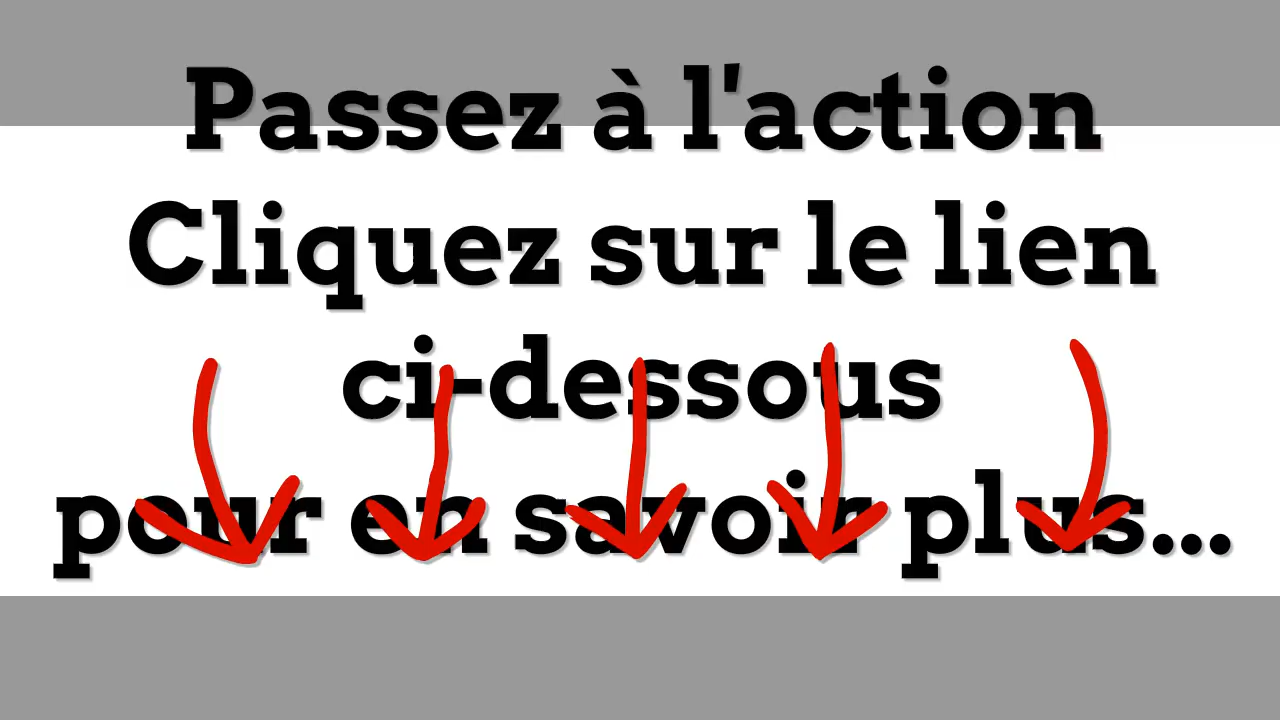 Passez à l'action
Cliquez sur le lien
ci-dessous
pour en savoir plus...